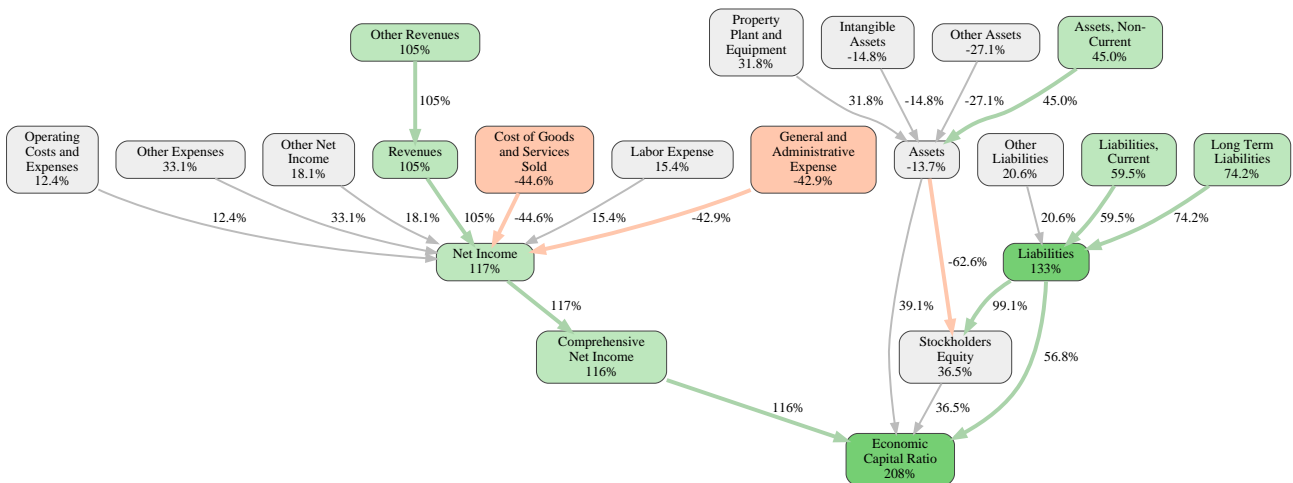 Property
Plant and
Equipment
31.8%
Intangible
Assets
-14.8%
Other Assets
-27.1%
Assets, Non-
Current
45.0%
Other Revenues
105%
105%
31.8%
-14.8%
-27.1%
45.0%
Operating
Costs and
Expenses
12.4%
Other Expenses
33.1%
Other Net
Income
18.1%
Revenues
105%
Cost of Goods
and Services
Sold
-44.6%
Labor Expense
15.4%
General and
Administrative
Expense
-42.9%
Assets
-13.7%
Other
Liabilities
20.6%
Liabilities,
Current
59.5%
Long Term
Liabilities
74.2%
12.4%
33.1%
18.1%
105%
-44.6%
15.4%
-42.9%
20.6%
59.5%
74.2%
Net Income
117%
-62.6%
Liabilities
133%
117%
39.1%
99.1%
Comprehensive
Net Income
116%
Stockholders
Equity
36.5%
56.8%
116%
36.5%
Economic
Capital Ratio
208%